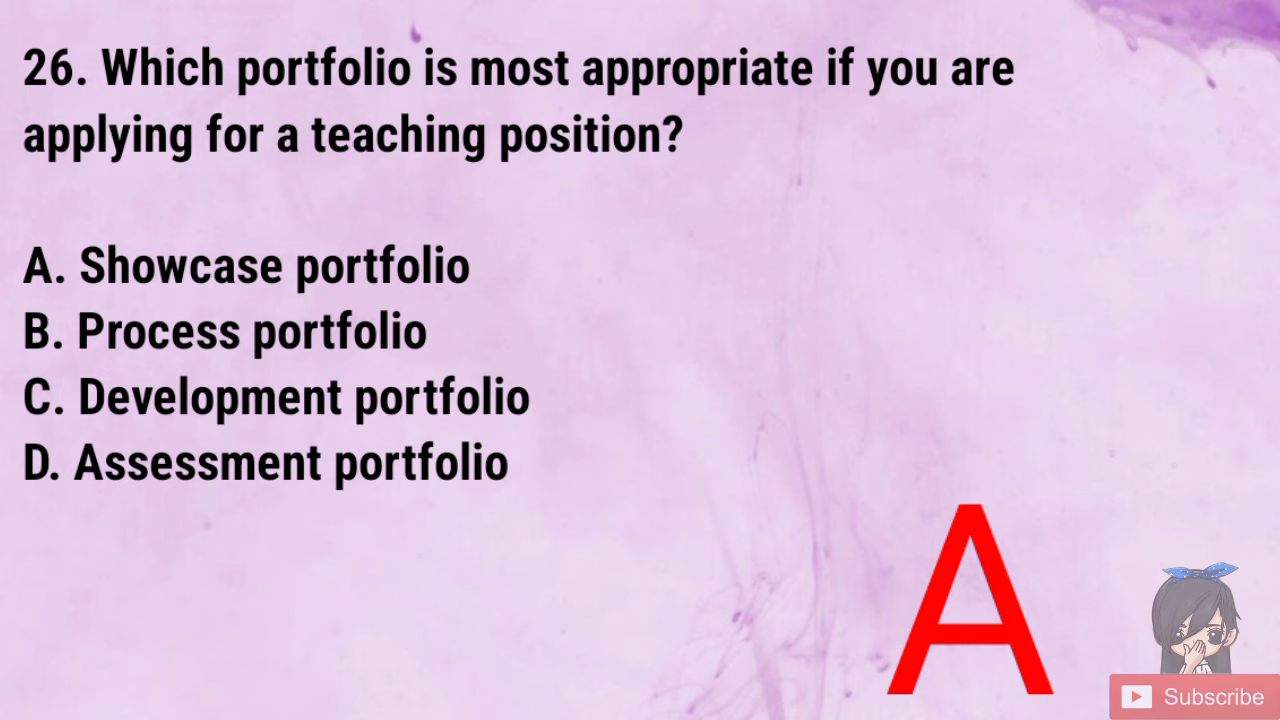 26. Which portfolio is most appropriate if you are
applying for a teaching position?
A. Showcase portfolio
B. Process portfolio
C. Development portfolio
D. Assessment portfolio
A
Subscribe